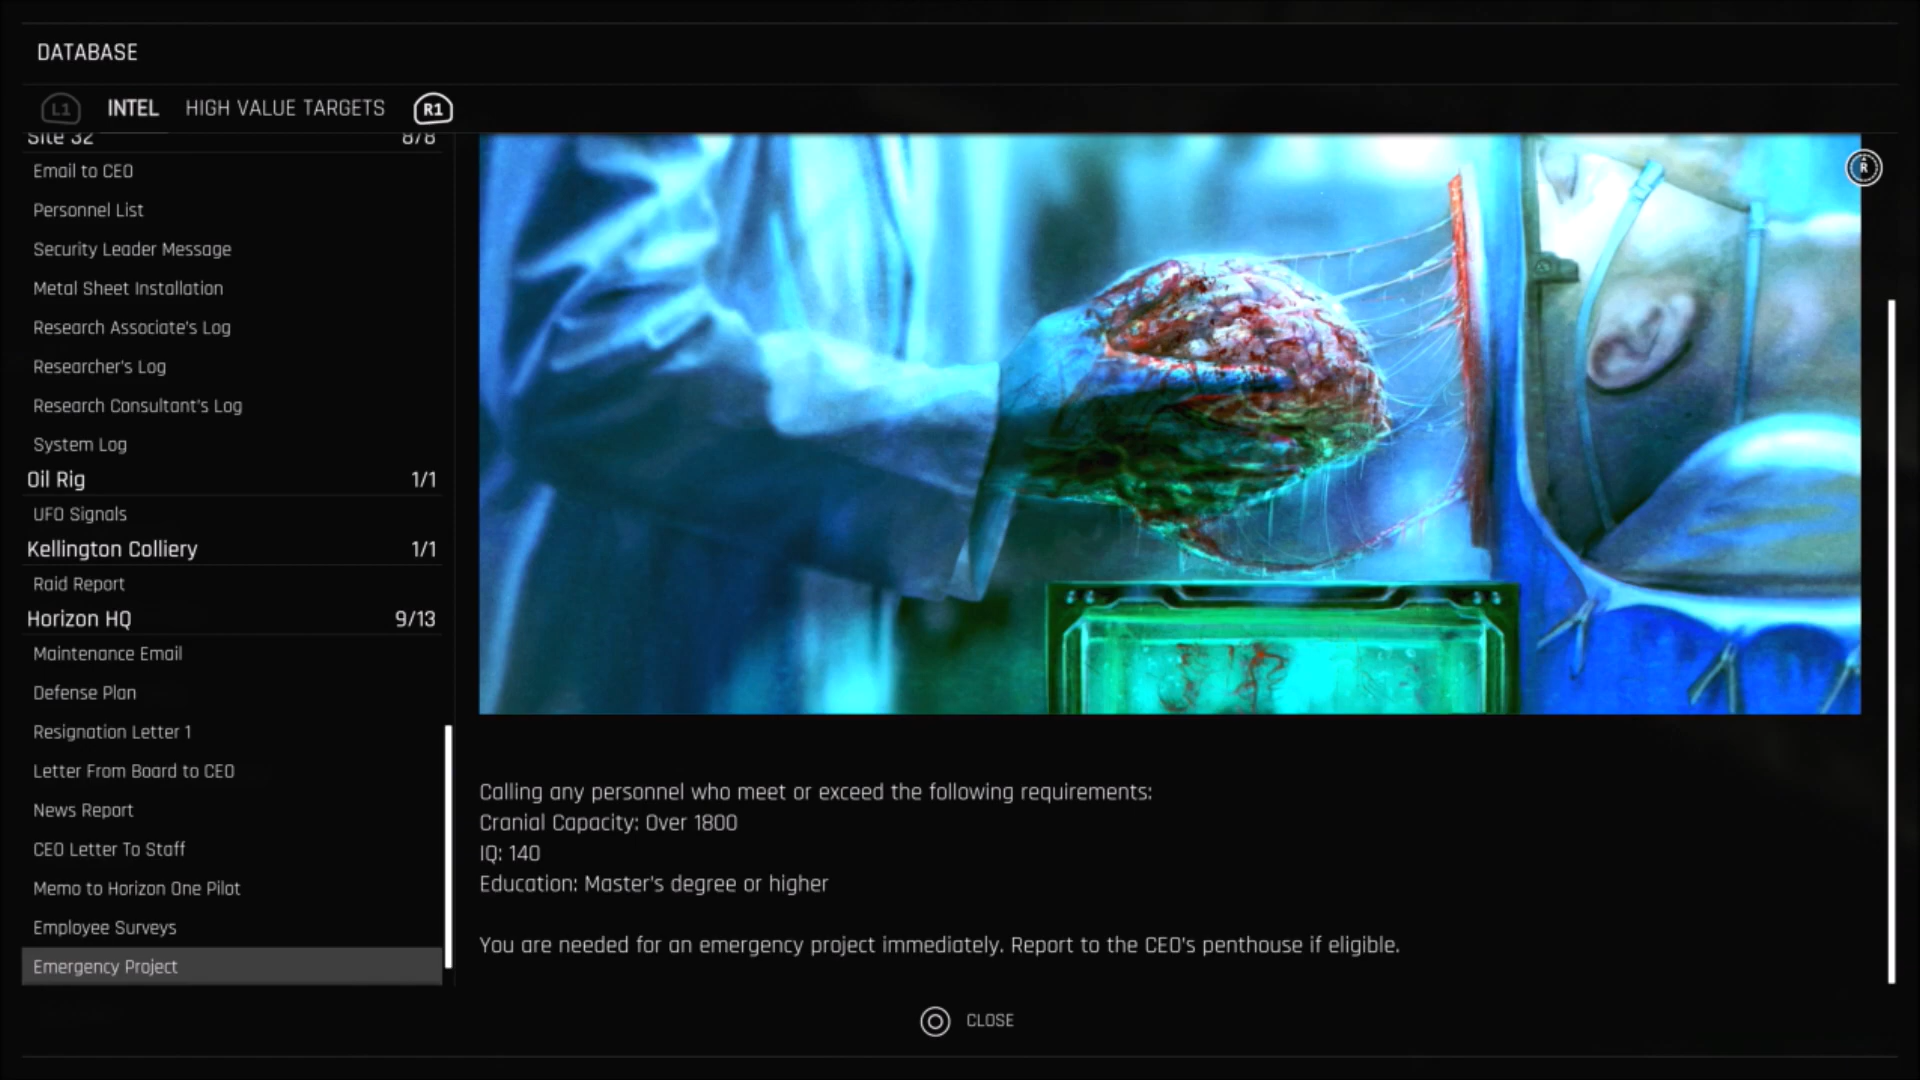 DATABASE
L1 INTEL HIGH VALUE TARGETS R1
Site 32 8/8
Email to CEO
Personnel List
Security Leader Message
Metal Sheet Installation
Research Associate's Log
Researcher's Log
Research Consultant's Log
System Log
Oil Rig 1/1
UFO Signals
Kellington Colliery 1/1
Raid Report
Horizon HQ 9/13
Maintenance Email
Defense Plan
Resignation Letter 1
Letter From Board to CEO
News Report
CEO Letter To Staff
Memo to Horizon One Pilot
Employee Surveys
Emergency Project
R
Calling any personnel who meet or exceed the following requirements:
Cranial Capacity: Over 1800
IQ: 140
Education: Master's degree or higher
You are needed for an emergency project immediately. Report to the CEO's penthouse if eligible.
CLOSE